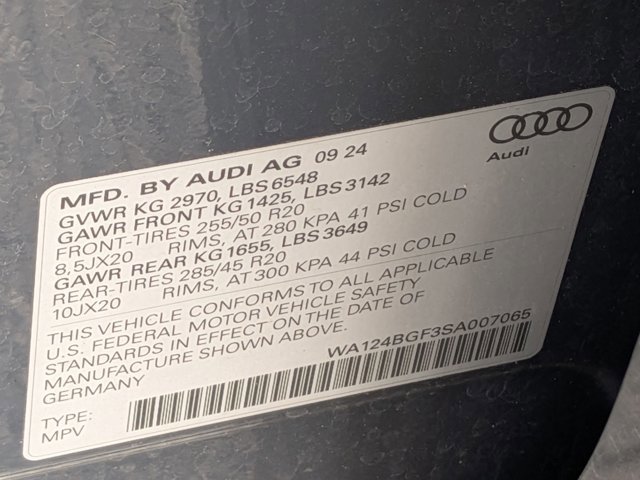 Audi
MFD. BY AUDI AG 09 24
GVWR KG 2970, LBS 6548
GAWR FRONT KG 1425, LBS 3142
FRONT-TIRES 255/50 R20
8,5JX20 RIMS, AT 280 KPA 41 PSI COLD
GAWR REAR KG 1655, LBS 3649
REAR-TIRES 285/45 R20
10JX20 RIMS, AT 300 KPA 44 PSI COLD
THIS VEHICLE CONFORMS TO ALL APPLICABLE
U.S. FEDERAL MOTOR VEHICLE SAFETY
STANDARDS IN EFFECT ON THE DATE OF
MANUFACTURE SHOWN ABOVE.
GERMANY
WA124BGF3SA007065
TYPE:
MPV